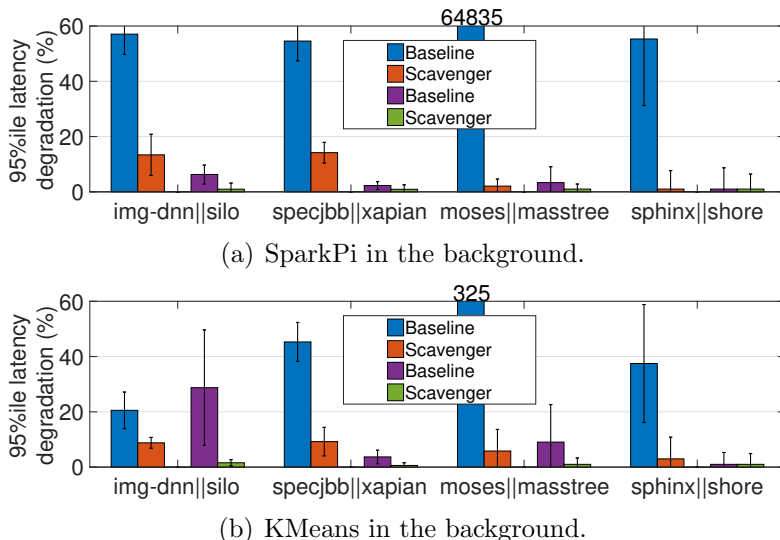 64835
60
40
20
0
95%ile latency
degradation (%)
Baseline
Scavenger
Baseline
Scavenger
img-dnn||silo specjbb||xapian moses||masstree sphinx||shore
(a) SparkPi in the background.
325
60
40
20
0
95%ile latency
degradation (%)
Baseline
Scavenger
Baseline
Scavenger
img-dnn||silo specjbb||xapian moses||masstree sphinx||shore
(b) KMeans in the background.